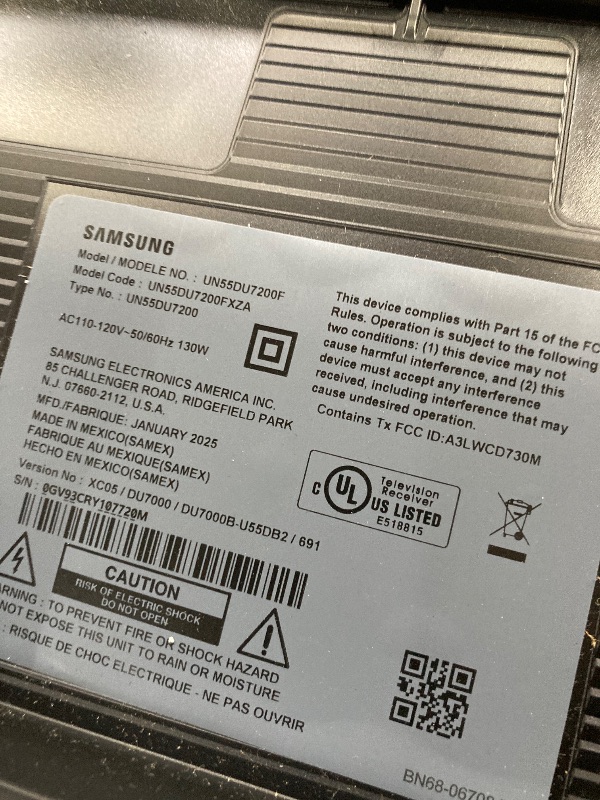 SAMSUNG
Model / MODELE NO. : UN55DU7200F
Model Code : UN55DU7200FXZA
Type No. : UN55DU7200
AC110-120V~50/60Hz 130W
SAMSUNG ELECTRONICS AMERICA INC.
85 CHALLENGER ROAD, RIDGEFIELD PARK
N.J. 07660-2112, U.S.A.
MFD./FABRIQUE: JANUARY 2025
MADE IN MEXICO(SAMEX)
FABRIQUE AU MEXIQUE(SAMEX)
HECHO EN MEXICO(SAMEX)
Version No : XC05 / DU7000 / DU7000B-U55DB2 / 691
S/N : 0GV93CRY107720M
CAUTION
RISK OF ELECTRIC SHOCK
DO NOT OPEN
ARNING : TO PREVENT FIRE OR SHOCK HAZARD
NOT EXPOSE THIS UNIT TO RAIN OR MOISTURE
: RISQUE DE CHOC ELECTRIQUE - NE PAS OUVRIR
This device complies with Part 15 of the FC
Rules. Operation is subject to the following
two conditions: (1) this device may not
cause harmful interference, and (2) this
device must accept any interference
received, including interference that may
cause undesired operation.
Contains Tx FCC ID:A3LWCD730M
C UL US LISTED
Television
Receiver
E518815